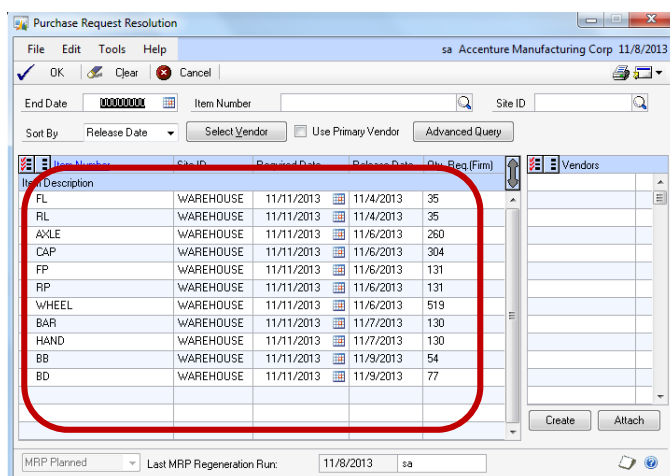 Purchase Request Resolution
File Edit Tools Help sa Accenture Manufacturing Corp 11/8/2013
OK Clear Cancel
End Date 00/00/0000 Item Number Site ID
Sort By Release Date Select Vendor Use Primary Vendor Advanced Query
Item Number Site ID Required Date Release Date Qty. Req.(Firm) Vendors
Item Description
FL WAREHOUSE 11/11/2013 11/4/2013 35
RL WAREHOUSE 11/11/2013 11/4/2013 35
AXLE WAREHOUSE 11/11/2013 11/6/2013 260
CAP WAREHOUSE 11/11/2013 11/6/2013 304
FP WAREHOUSE 11/11/2013 11/6/2013 131
RP WAREHOUSE 11/11/2013 11/6/2013 131
WHEEL WAREHOUSE 11/11/2013 11/6/2013 519
BAR WAREHOUSE 11/11/2013 11/7/2013 130
HAND WAREHOUSE 11/11/2013 11/7/2013 130
BB WAREHOUSE 11/11/2013 11/9/2013 54
BD WAREHOUSE 11/11/2013 11/9/2013 77
Create Attach
MRP Planned Last MRP Regeneration Run: 11/8/2013 sa